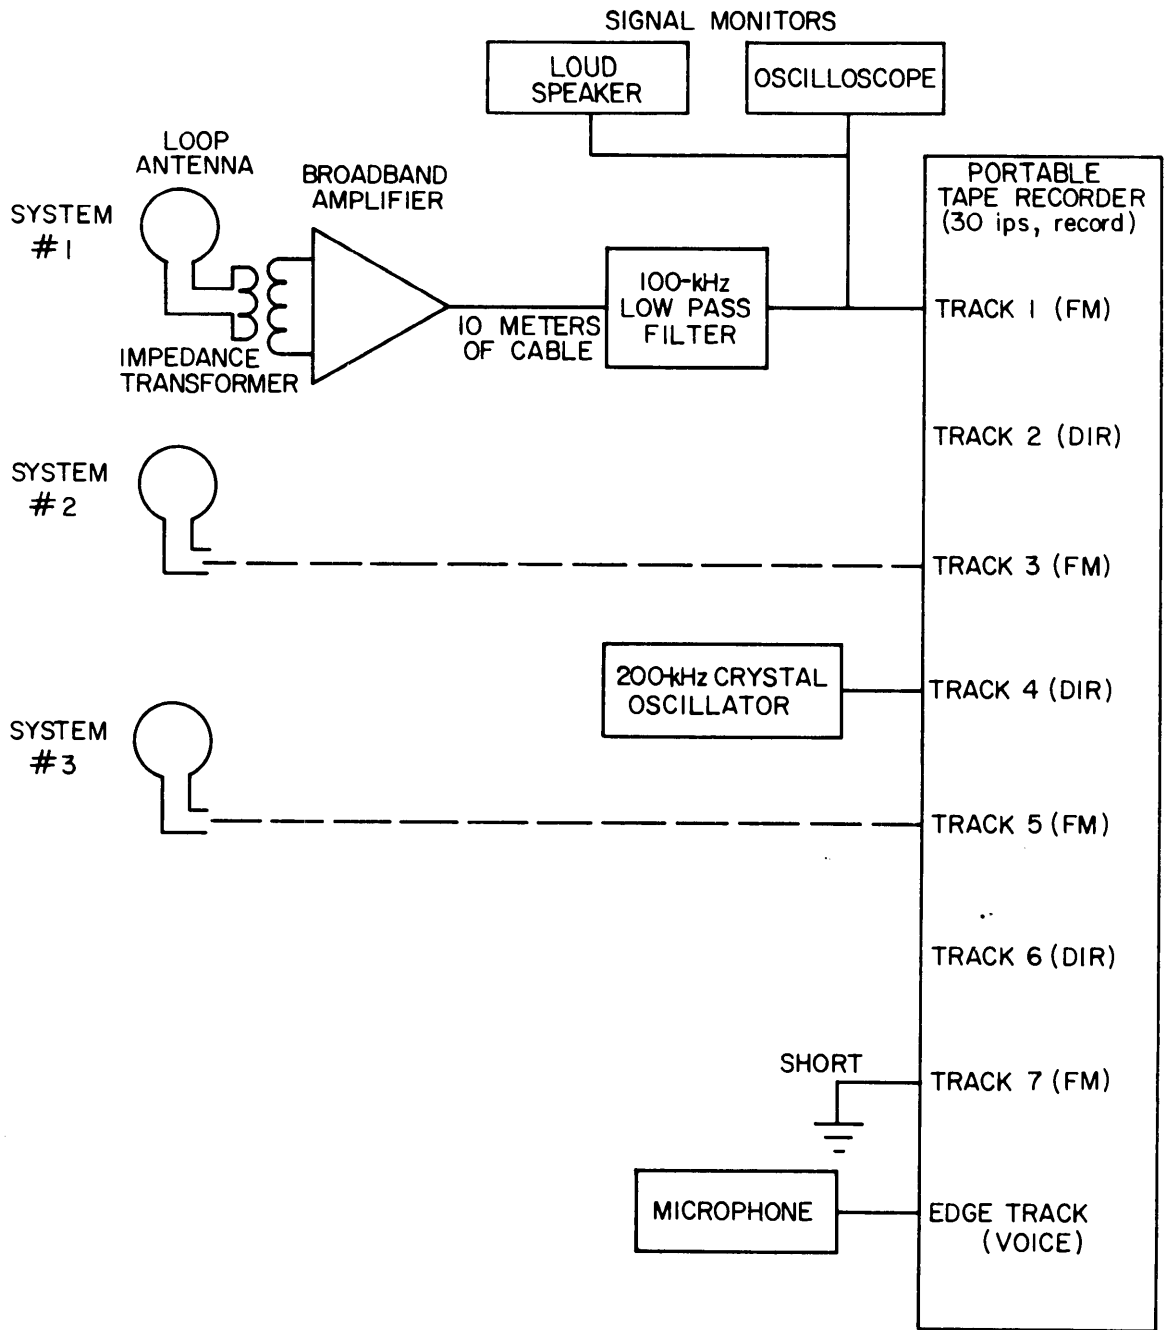 SIGNAL MONITORS
LOUD
SPEAKER
OSCILLOSCOPE
LOOP
ANTENNA
BROADBAND
AMPLIFIER
SYSTEM
#1
IMPEDANCE
TRANSFORMER
10 METERS
OF CABLE
100-kHz
LOW PASS
FILTER
PORTABLE
TAPE RECORDER
(30 ips, record)
TRACK 1 (FM)
TRACK 2 (DIR)
SYSTEM
#2
TRACK 3 (FM)
200-kHz CRYSTAL
OSCILLATOR
TRACK 4 (DIR)
SYSTEM
#3
TRACK 5 (FM)
TRACK 6 (DIR)
SHORT
TRACK 7 (FM)
MICROPHONE
EDGE TRACK
(VOICE)